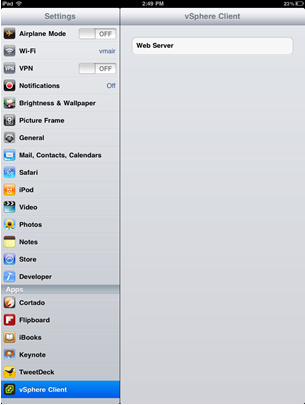 iPad 2:49 PM 23%
Settings
vSphere Client
Airplane Mode OFF
Web Server
Wi-Fi vmair
VPN VPN OFF
Notifications Off
Brightness & Wallpaper
Picture Frame
General
Mail, Contacts, Calendars
Safari
iPod
Video
Photos
Notes
Store
Developer
Apps
Cortado
Flipboard
iBooks
Keynote
TweetDeck
vSphere Client